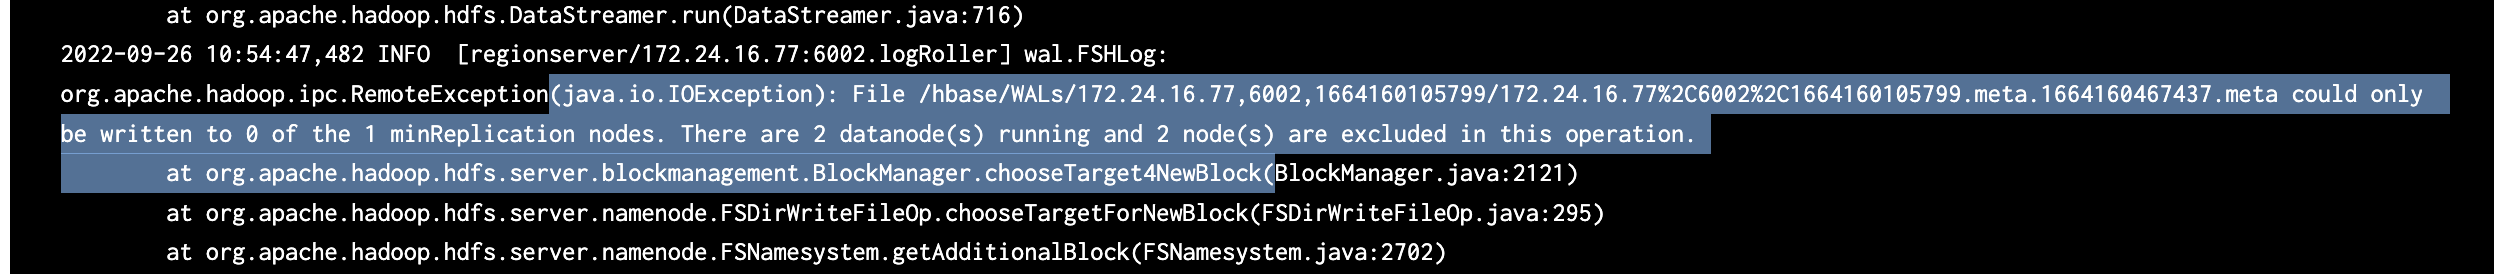 at org.apache.hadoop.hdfs.DataStreamer.run(DataStreamer.java:716)
2022-09-26 10:54:47,482 INFO  [regionserver/172.24.16.77:6002.logRoller] wal.FSHLog:
org.apache.hadoop.ipc.RemoteException(java.io.IOException): File /hbase/WALs/172.24.16.77,6002,1664160105799/172.24.16.77%2C6002%2C1664160105799.meta.1664160467437.meta could only
be written to 0 of the 1 minReplication nodes. There are 2 datanode(s) running and 2 node(s) are excluded in this operation.
at org.apache.hadoop.hdfs.server.blockmanagement.BlockManager.chooseTarget4NewBlock(BlockManager.java:2121)
at org.apache.hadoop.hdfs.server.namenode.FSDirWriteFileOp.chooseTargetForNewBlock(FSDirWriteFileOp.java:295)
at org.apache.hadoop.hdfs.server.namenode.FSNamesystem.getAdditionalBlock(FSNamesystem.java:2702)